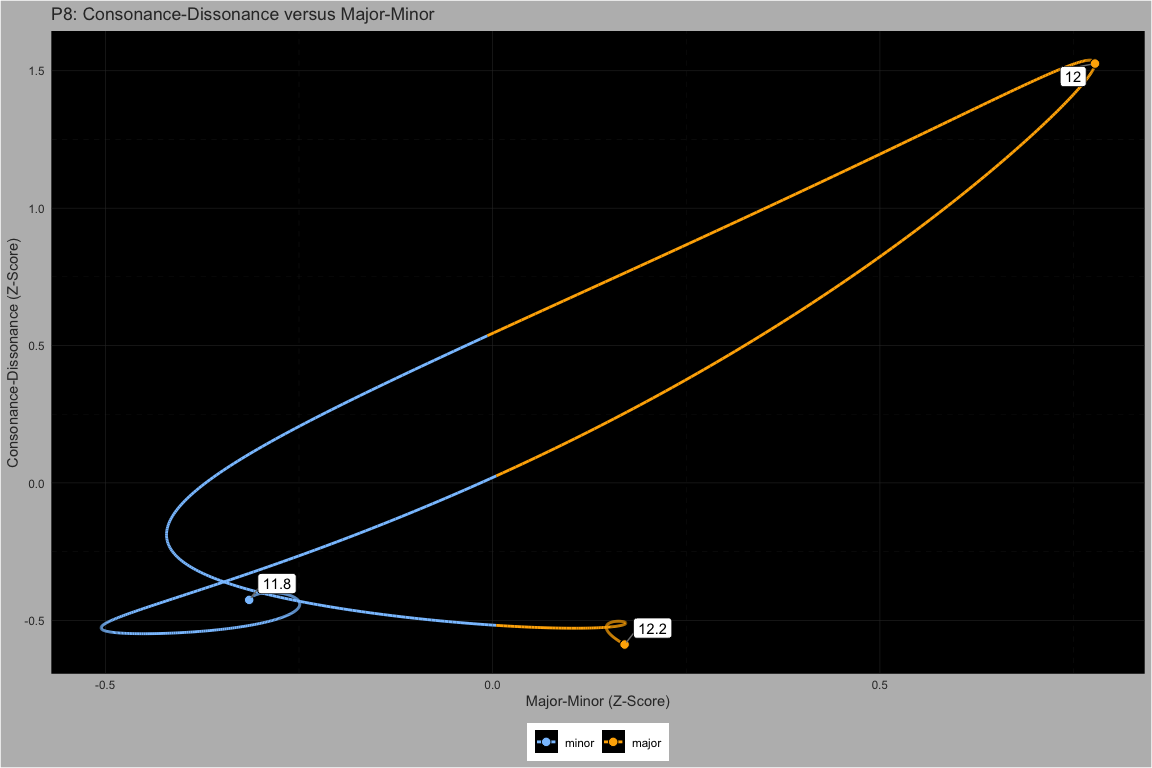 P8: Consonance-Dissonance versus Major-Minor
Consonance-Dissonance (Z-Score)
1.5
1.0
0.5
0.0
-0.5
12
11.8
12.2
-0.5
0.0
0.5
Major-Minor (Z-Score)
minor
major